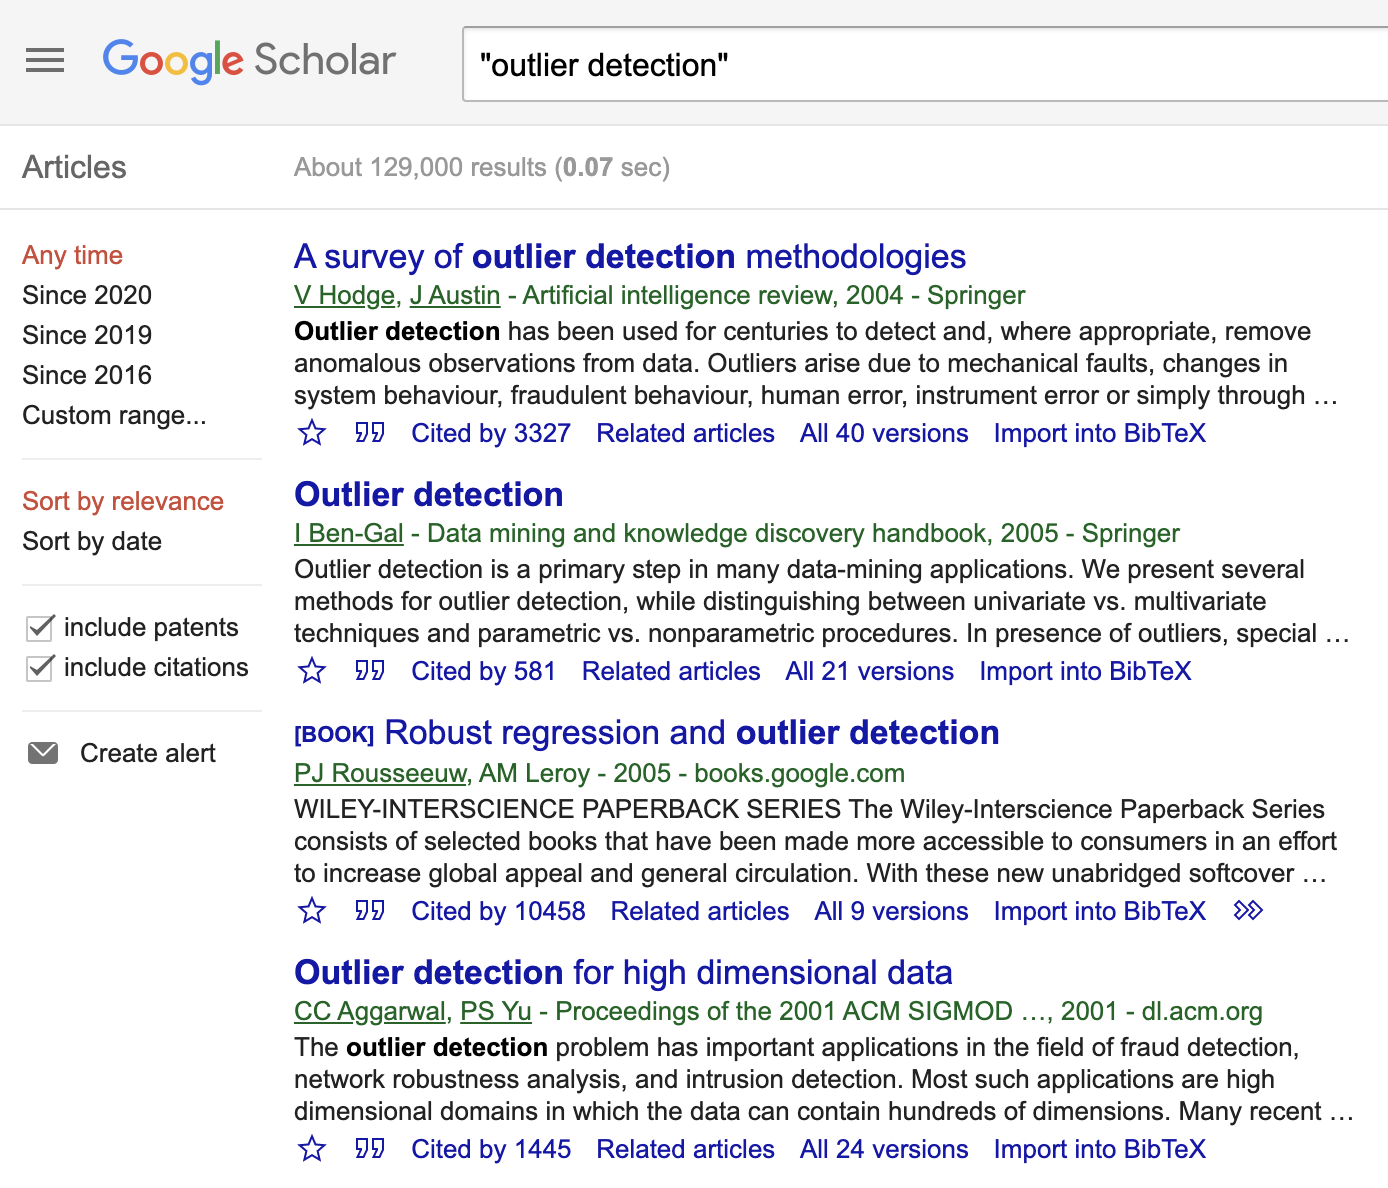 Google Scholar
"outlier detection"
Articles
About 129,000 results (0.07 sec)
Any time
Since 2020
Since 2019
Since 2016
Custom range...
Sort by relevance
Sort by date
include patents
include citations
Create alert
A survey of outlier detection methodologies
V Hodge, J Austin - Artificial intelligence review, 2004 - Springer
Outlier detection has been used for centuries to detect and, where appropriate, remove
anomalous observations from data. Outliers arise due to mechanical faults, changes in
system behaviour, fraudulent behaviour, human error, instrument error or simply through …
Cited by 3327 Related articles All 40 versions Import into BibTeX
Outlier detection
I Ben-Gal - Data mining and knowledge discovery handbook, 2005 - Springer
Outlier detection is a primary step in many data-mining applications. We present several
methods for outlier detection, while distinguishing between univariate vs. multivariate
techniques and parametric vs. nonparametric procedures. In presence of outliers, special …
Cited by 581 Related articles All 21 versions Import into BibTeX
[BOOK] Robust regression and outlier detection
PJ Rousseeuw, AM Leroy - 2005 - books.google.com
WILEY-INTERSCIENCE PAPERBACK SERIES The Wiley-Interscience Paperback Series
consists of selected books that have been made more accessible to consumers in an effort
to increase global appeal and general circulation. With these new unabridged softcover …
Cited by 10458 Related articles All 9 versions Import into BibTeX
Outlier detection for high dimensional data
CC Aggarwal, PS Yu - Proceedings of the 2001 ACM SIGMOD …, 2001 - dl.acm.org
The outlier detection problem has important applications in the field of fraud detection,
network robustness analysis, and intrusion detection. Most such applications are high
dimensional domains in which the data can contain hundreds of dimensions. Many recent …
Cited by 1445 Related articles All 24 versions Import into BibTeX